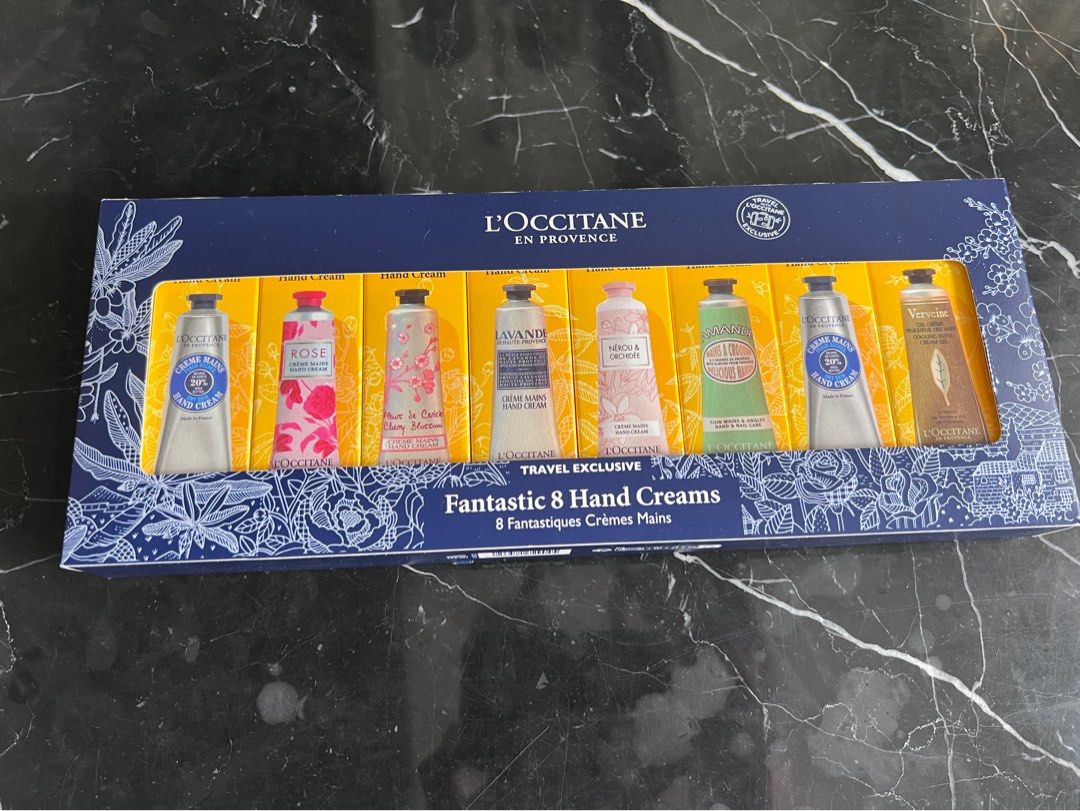 L'OCCITANE
EN PROVENCE
TRAVEL
L'OCCITANE
EXCLUSIVE
Hand Cream
Hand Cream
Hand Cream
Hand Cream
Hand Cream
Hand Cream
Hand Cream
L'OCCITANE
EN PROVENCE
CRÈME MAINS
20%
HAND CREAM
Made in France
ROSE
CRÈME MAINS
HAND CREAM
L'OCCITANE
Fleurs de Cerisier
Cherry Blossom
CRÈME MAINS
HAND CREAM
L'OCCITANE
LAVANDE
DE HAUTE-PROVENCE
CRÈME MAINS
HAND CREAM
L'OCCITANE
NÉROLI &
ORCHIDÉE
CRÈME MAINS
HAND CREAM
L'OCCITANE
AMANDE
MAINS À CROQUER
DELICIOUS HANDS
SOIN MAINS & ONGLES
HAND & NAIL CARE
L'OCCITANE
L'OCCITANE
EN PROVENCE
CRÈME MAINS
20%
HAND CREAM
Made in France
Verveine
GEL CRÈME
FRAÎCHEUR DES MAINS
COOLING HAND
CREAM GEL
L'OCCITANE
EN PROVENCE
TRAVEL EXCLUSIVE
Fantastic 8 Hand Creams
8 Fantastiques Crèmes Mains